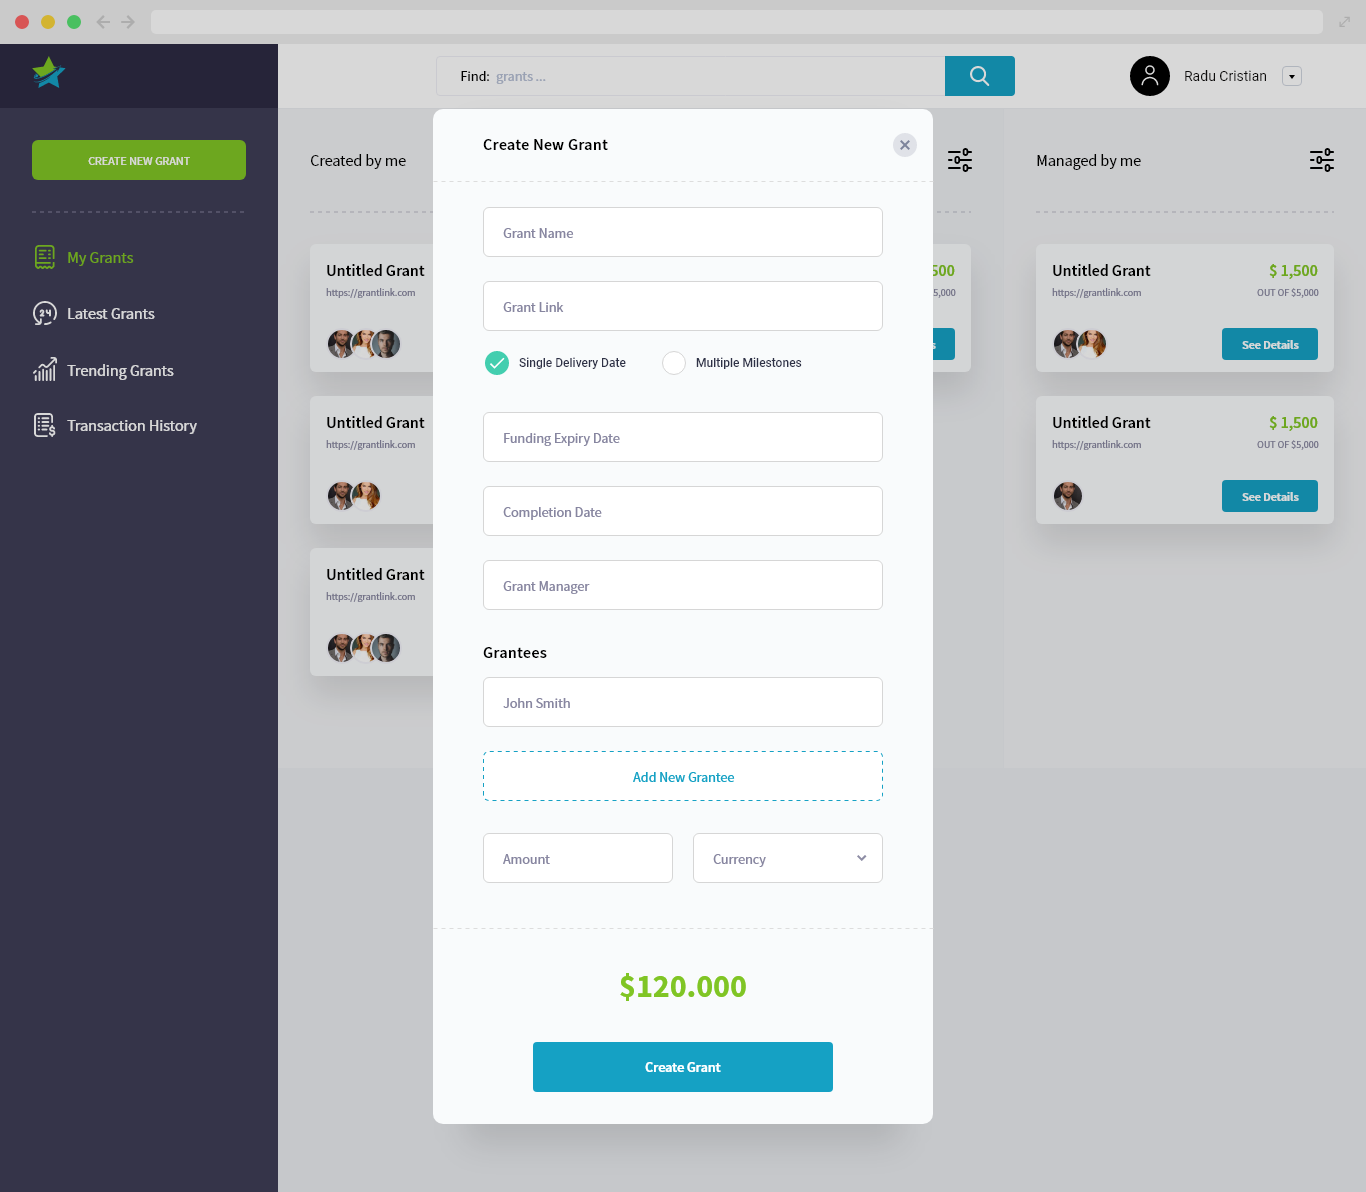 Find: grants ...
Radu Cristian
CREATE NEW GRANT
My Grants
Latest Grants
Trending Grants
Transaction History
Created by me
Untitled Grant
https://grantlink.com
Untitled Grant
https://grantlink.com
Untitled Grant
https://grantlink.com
Create New Grant
Grant Name
Grant Link
Single Delivery Date
Multiple Milestones
Funding Expiry Date
Completion Date
Grant Manager
Grantees
John Smith
Add New Grantee
Amount
Currency
$120.000
Create Grant
500
5,000
s
Managed by me
Untitled Grant
$ 1,500
https://grantlink.com
OUT OF $5,000
See Details
Untitled Grant
$ 1,500
https://grantlink.com
OUT OF $5,000
See Details
24